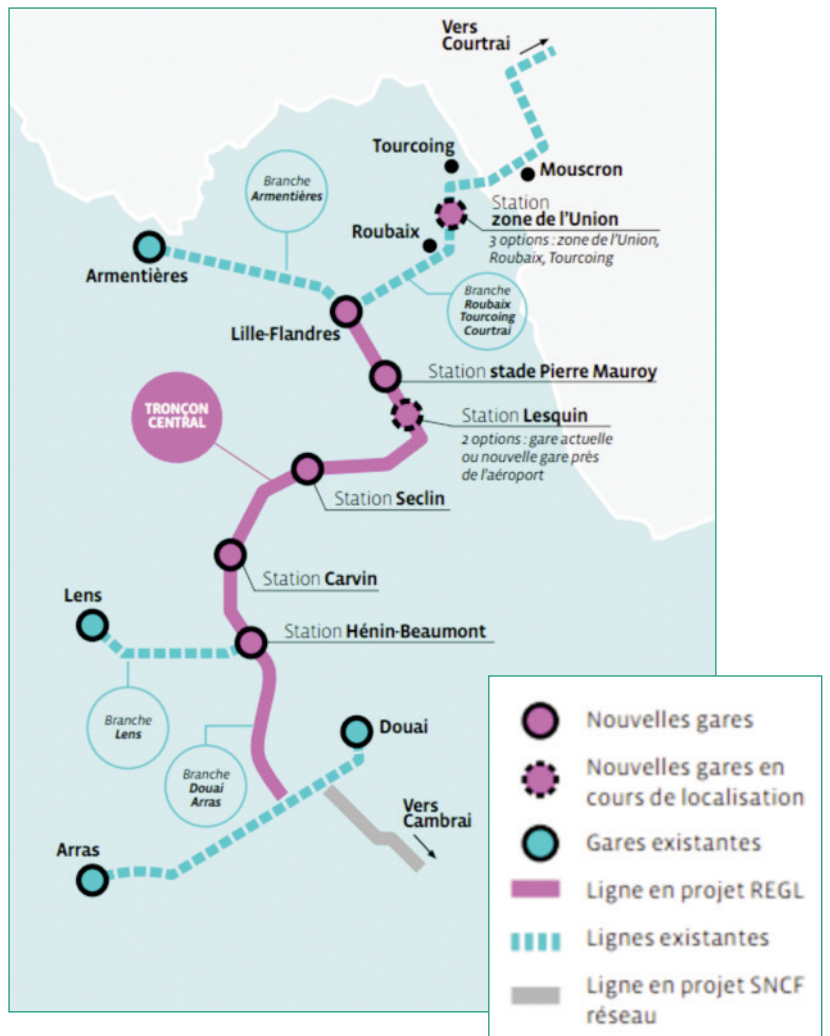 Vers
Courtrai
Tourcoing
Mouscron
Branche
Armentières
Station
zone de l'Union
3 options : zone de l'Union,
Roubaix, Tourcoing
Roubaix
Armentières
Branche
Roubaix
Tourcoing
Courtrai
Lille-Flandres
Station stade Pierre Mauroy
TRONÇON
CENTRAL
Station Lesquin
2 options : gare actuelle
ou nouvelle gare près
de l'aéroport
Station Seclin
Station Carvin
Lens
Station Hénin-Beaumont
Branche
Lens
Branche
Douai
Arras
Douai
Vers
Cambrai
Arras
Nouvelles gares
Nouvelles gares en
cours de localisation
Gares existantes
Ligne en projet REGL
Lignes existantes
Ligne en projet SNCF
réseau